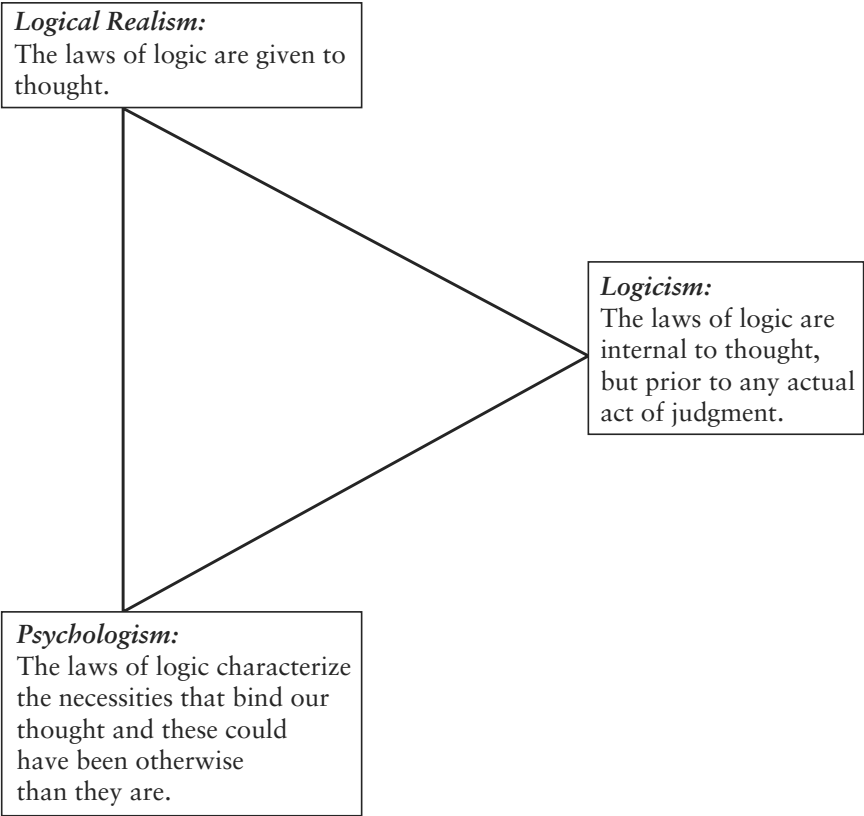 Logical Realism:
The laws of logic are given to
thought.
Logicism:
The laws of logic are
internal to thought,
but prior to any actual
act of judgment.
Psychologism:
The laws of logic characterize
the necessities that bind our
thought and these could
have been otherwise
than they are.